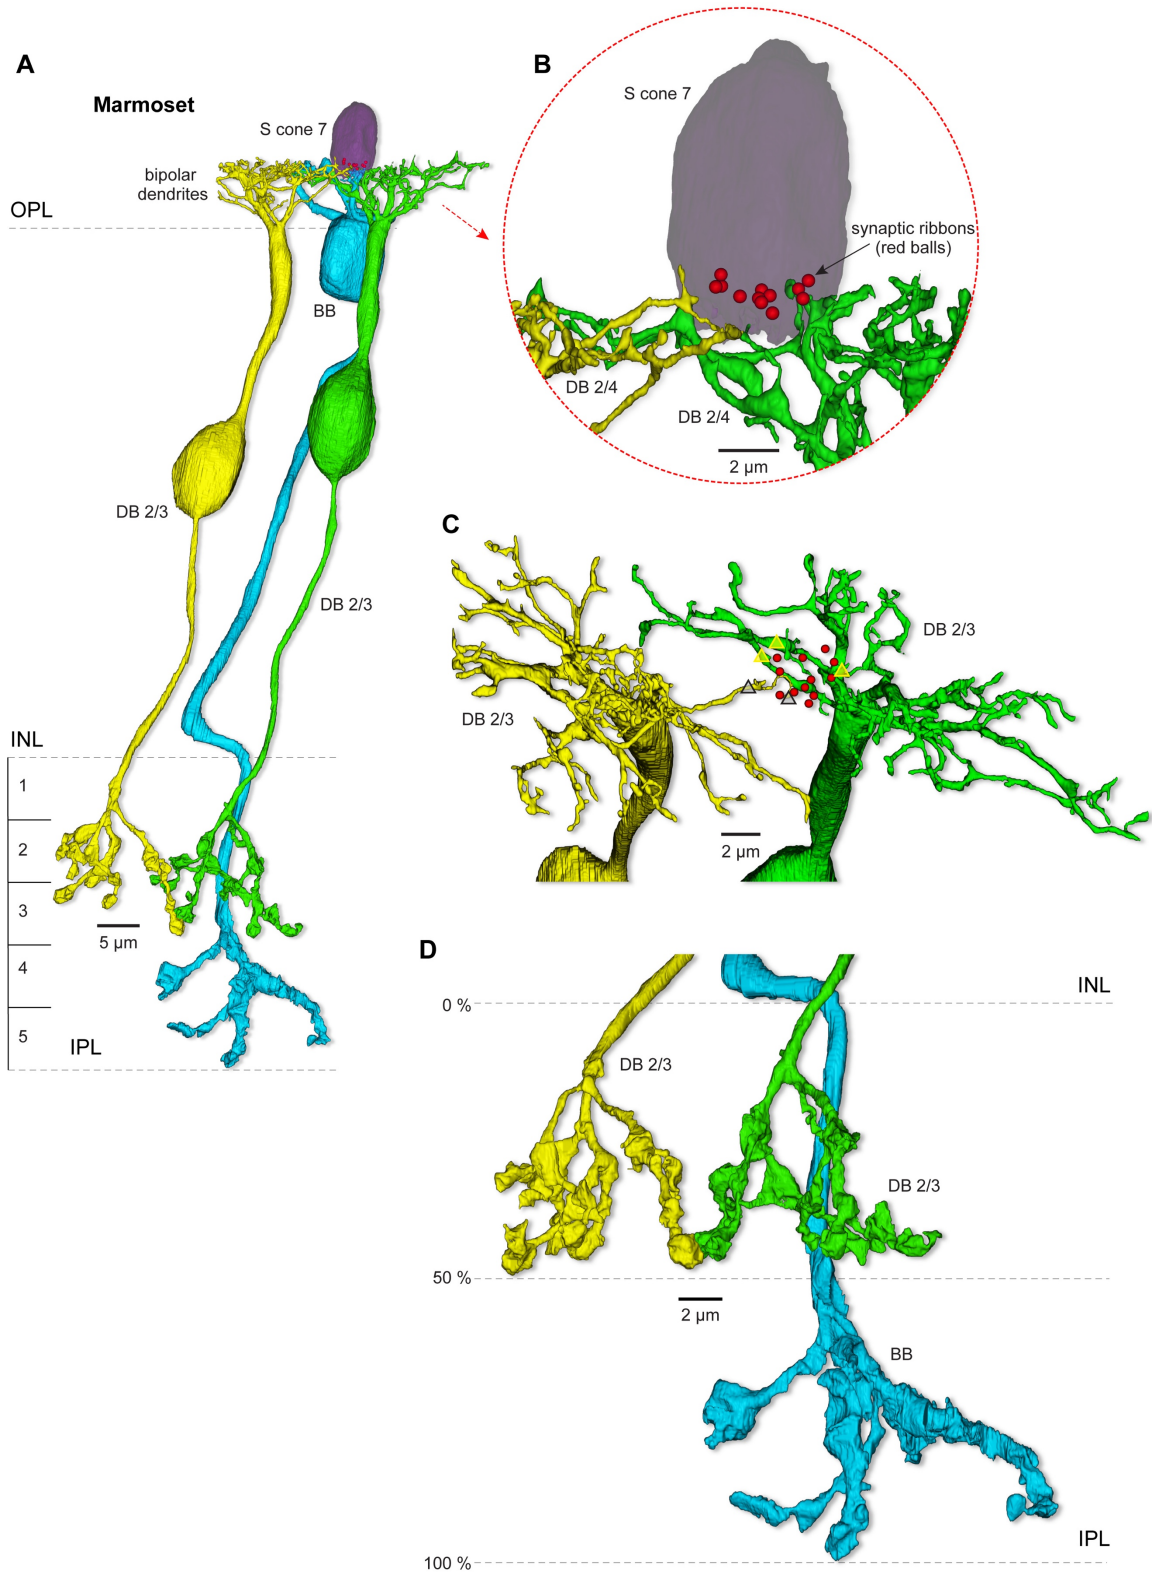 A
Marmoset
S cone 7
bipolar
dendrites
OPL
BB
DB 2/3
DB 2/3
INL
1
2
3
4
5
5 µm
IPL
B
S cone 7
synaptic ribbons
(red balls)
DB 2/4
DB 2/4
2 µm
C
DB 2/3
DB 2/3
2 µm
D
INL
0 %
DB 2/3
DB 2/3
50 %
2 µm
BB
IPL
100 %